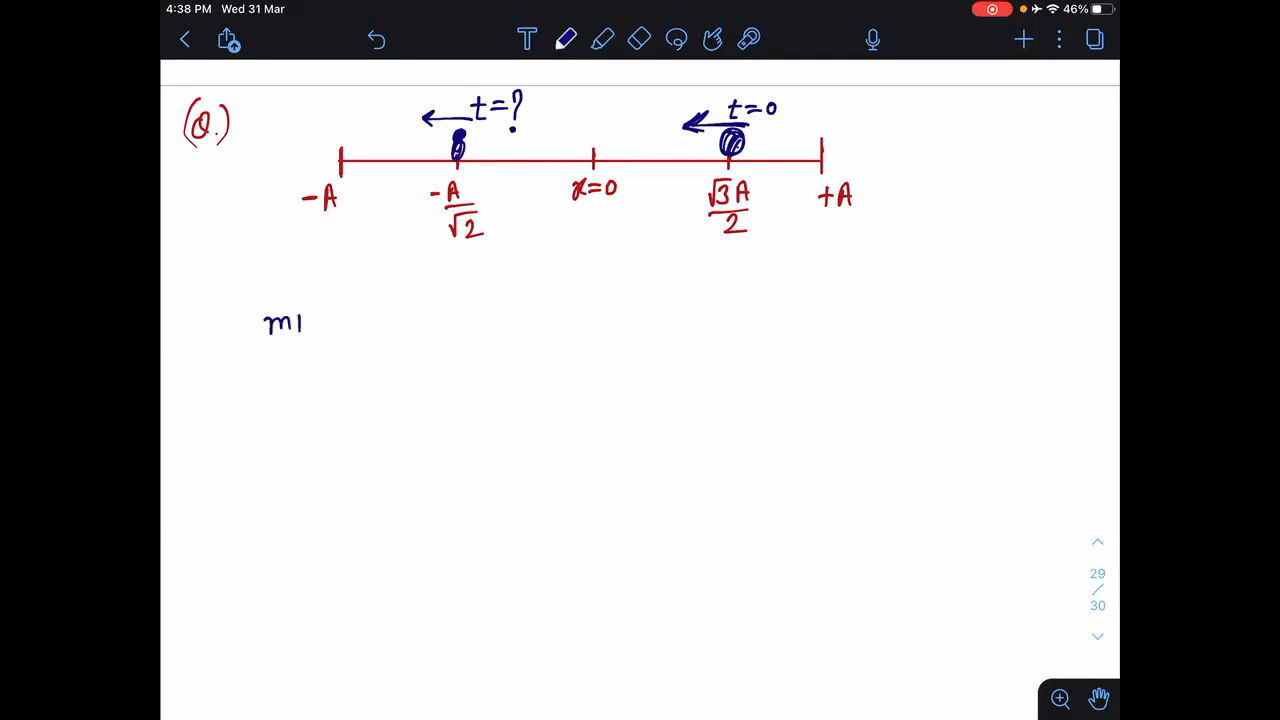 4:38 PM Wed 31 Mar 46%
(Q.)
t=? t=0
-A -A/√2 x=0 √3A/2 +A
m1
29
/
30